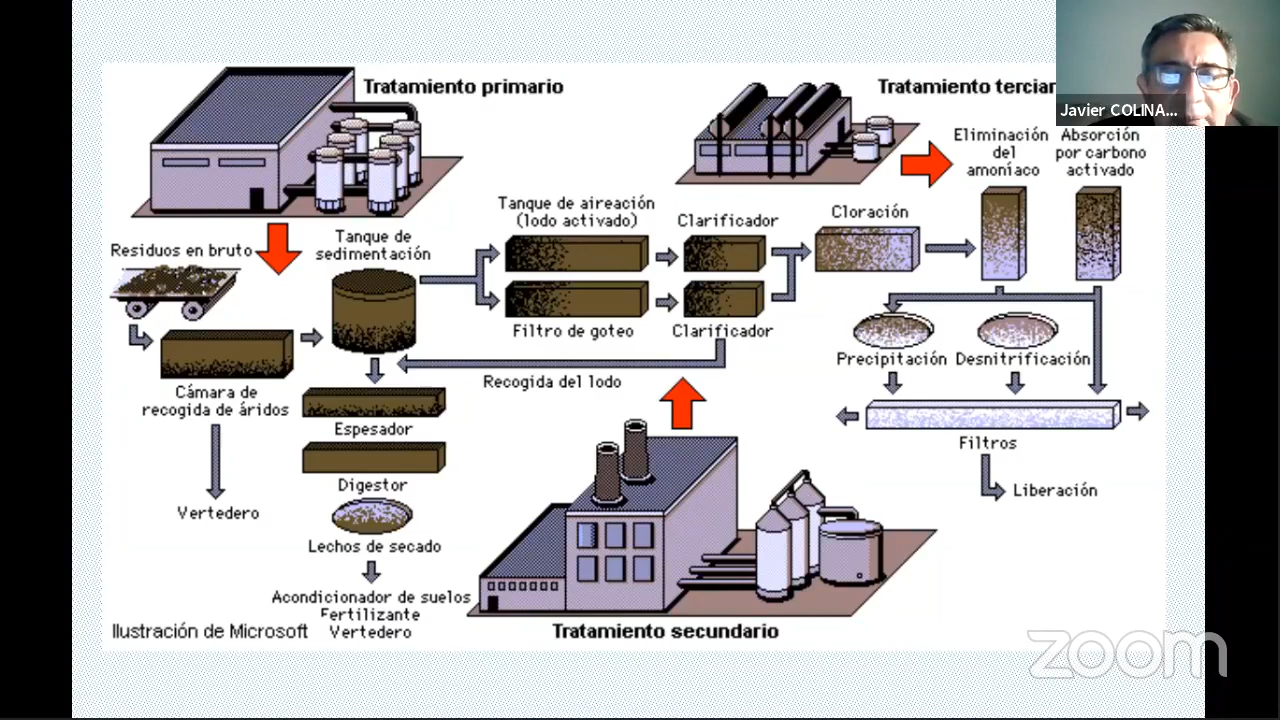 Tratamiento primario
Tratamiento terciar
Javier COLINA...
Eliminación
del
amoníaco
Absorción
por carbono
activado
Residuos en bruto
Tanque de
sedimentación
Tanque de aireación
(lodo activado)
Clarificador
Cloración
Filtro de goteo
Clarificador
Precipitación
Desnitrificación
Recogida del lodo
Cámara de
recogida de áridos
Espesador
Filtros
Digestor
Liberación
Vertedero
Lechos de secado
Acondicionador de suelos
Fertilizante
Vertedero
Ilustración de Microsoft
Tratamiento secundario
zoom